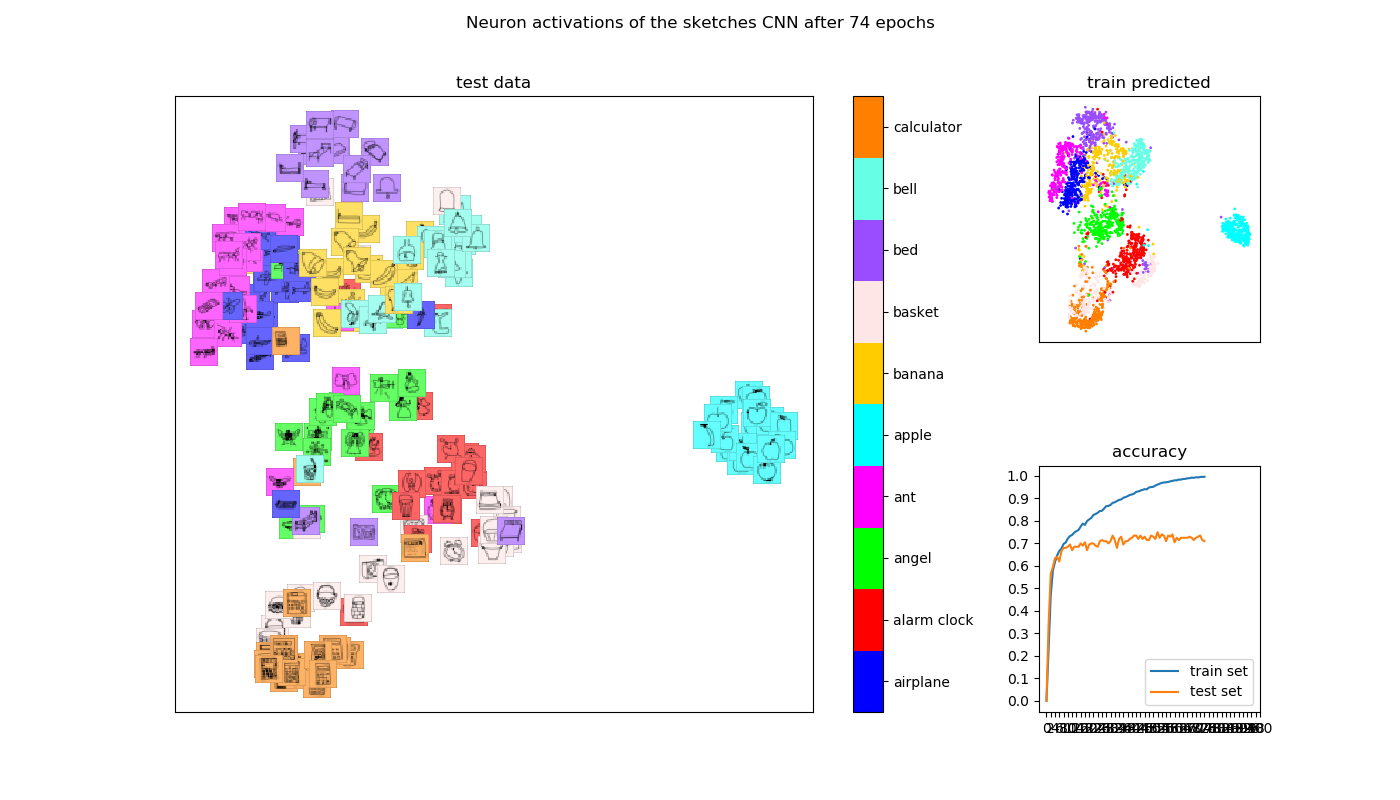 Neuron activations of the sketches CNN after 74 epochs
test data
calculator
bell
bed
basket
banana
apple
ant
angel
alarm clock
airplane
train predicted
accuracy
1.0
0.9
0.8
0.7
0.6
0.5
0.4
0.3
0.2
0.1
0.0
train set
test set